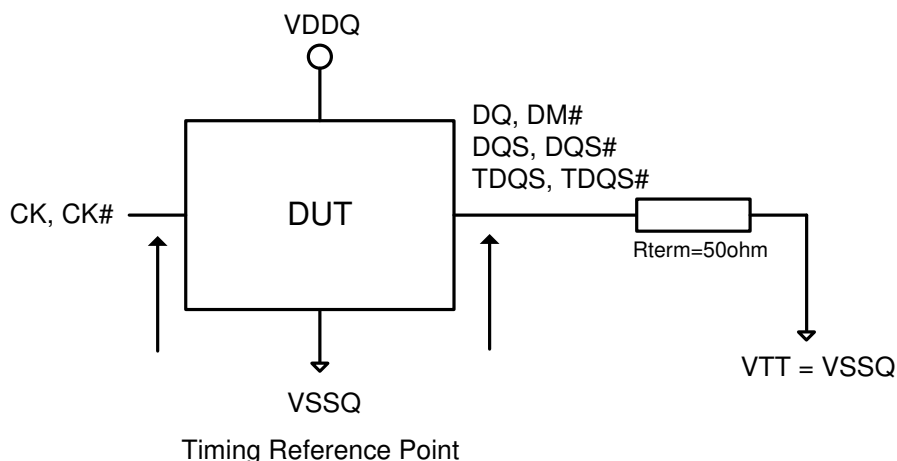 VDDQ
DQ, DM#
DQS, DQS#
TDQS, TDQS#
CK, CK#
DUT
Rterm=50ohm
VTT = VSSQ
VSSQ
Timing Reference Point